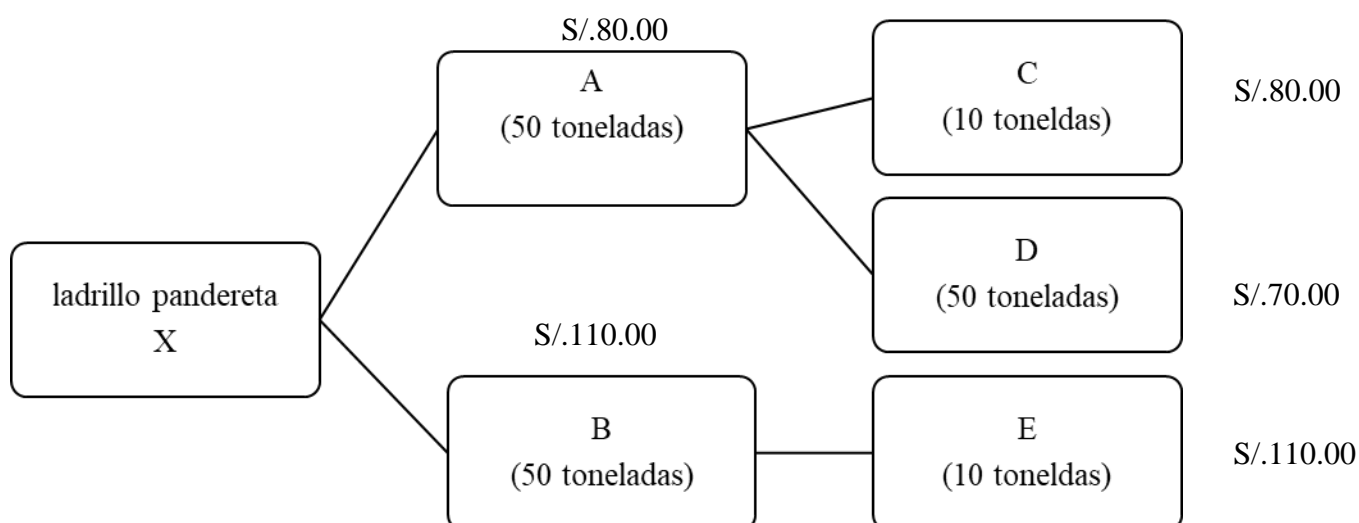 S/.80.00
A
(50 toneladas)
C
(10 toneldas)
S/.80.00
D
(50 toneladas)
S/.70.00
ladrillo pandereta
X
S/.110.00
B
(50 toneladas)
E
(10 toneldas)
S/.110.00